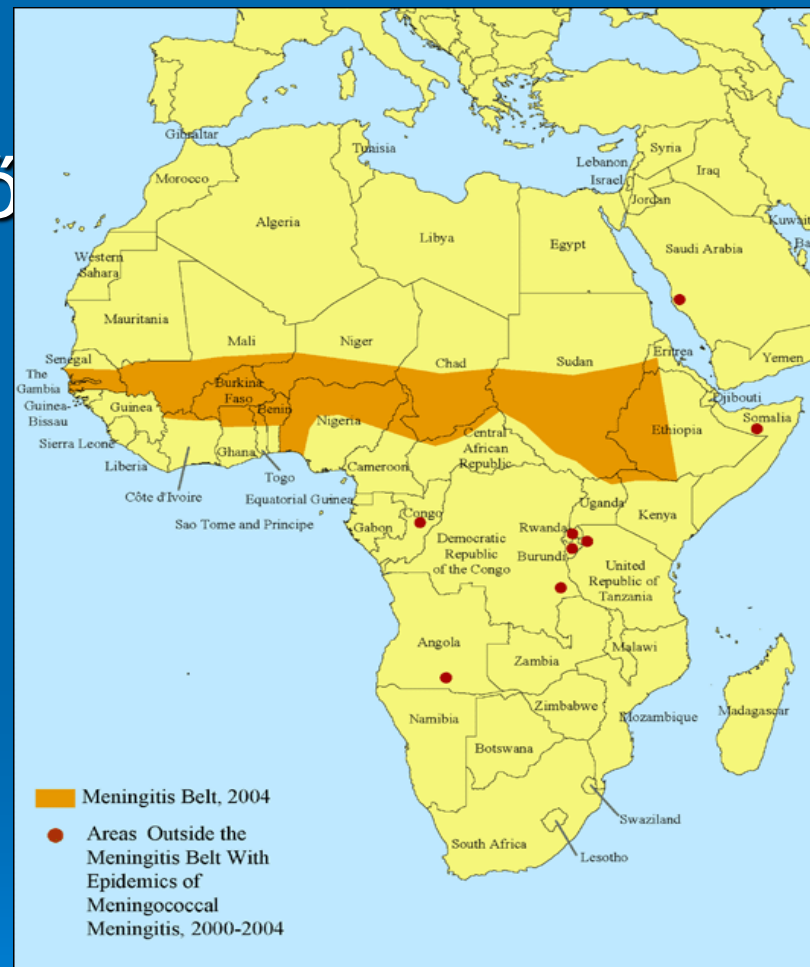 ő
Gibraltar
Tunisia
Morocco
Algeria
Libya
Egypt
Lebanon
Israel
Syria
Iraq
Jordan
Kuwait
Ba
Saudi Arabia
Western
Sahara
Mauritania
Mali
Niger
Chad
Sudan
Eritrea
Yemen
Senegal
The
Gambia
Guinea-
Bissau
Guinea
Sierra Leone
Liberia
Côte d'Ivoire
Burkina
Faso
Ghana
Benin
Togo
Nigeria
Cameroon
Central
African
Republic
Ethiopia
Djibouti
Somalia
Equatorial Guinea
Sao Tome and Principe
Gabon
Congo
Democratic
Republic
of the Congo
Uganda
Kenya
Rwanda
Burundi
United
Republic of
Tanzania
Angola
Zambia
Malawi
Namibia
Zimbabwe
Mozambique
Madagascar
Botswana
South Africa
Swaziland
Lesotho
Meningitis Belt, 2004
Areas Outside the
Meningitis Belt With
Epidemics of
Meningococcal
Meningitis, 2000-2004